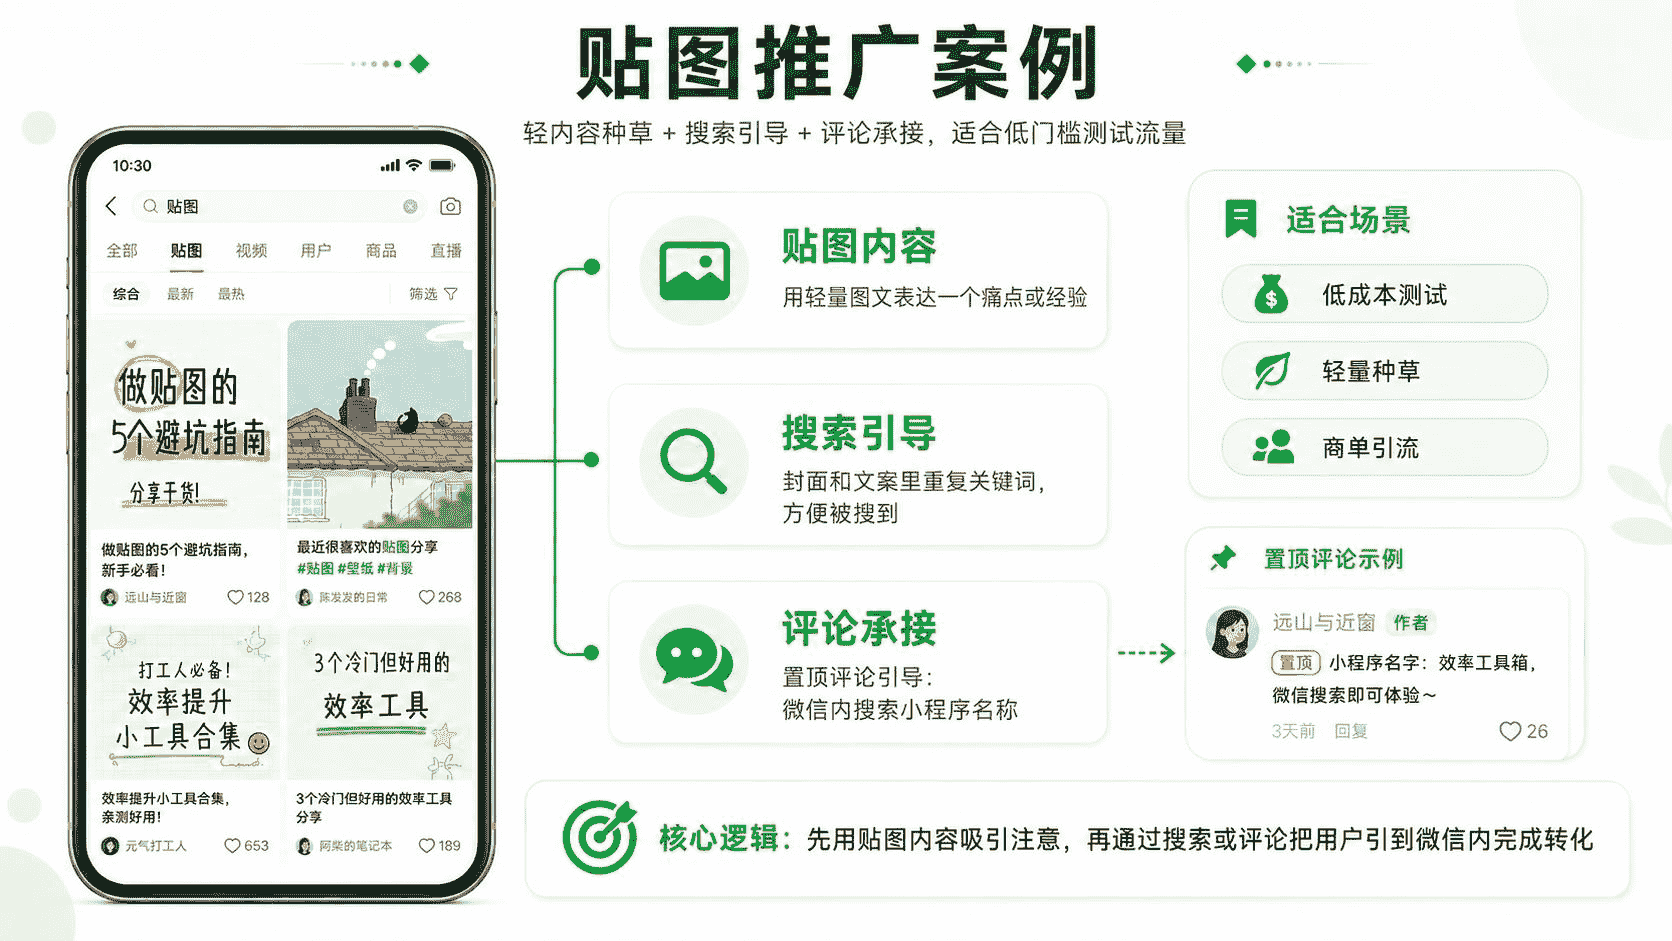 贴图推广案例
轻内容种草 + 搜索引导 + 评论承接，适合低门槛测试流量
10:30
贴图
全部 贴图 视频 用户 商品 直播
综合 最新 最热 筛选
做贴图的
5个避坑指南
分享干货!
做贴图的5个避坑指南，
新手必看！
远山与近窗 128
最近很喜欢的贴图分享
#贴图 #壁纸 #背景
陈发发的日常 268
打工人必备!
效率提升
小工具合集
效率提升小工具合集，
亲测好用！
元气打工人 653
3个冷门但好用的
效率工具
3个冷门但好用的效率工具
分享
阿柴的笔记本 189
贴图内容
用轻量图文表达一个痛点或经验
搜索引导
封面和文案里重复关键词，
方便被搜到
评论承接
置顶评论引导：
微信内搜索小程序名称
适合场景
低成本测试
轻量种草
商单引流
置顶评论示例
远山与近窗 作者
置顶 小程序名字：效率工具箱，
微信搜索即可体验～
3天前 回复 26
核心逻辑：先用贴图内容吸引注意，再通过搜索或评论把用户引到微信内完成转化